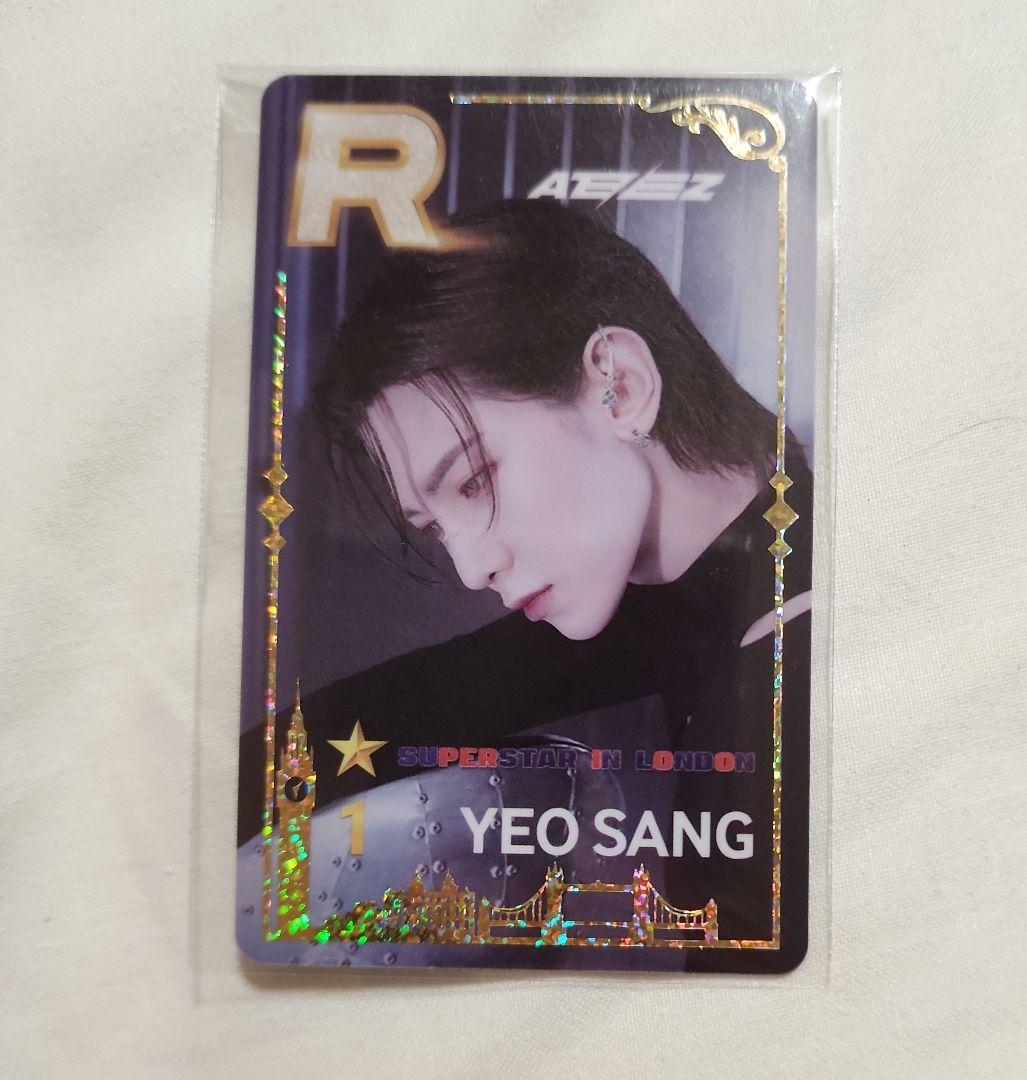 R
ATEEZ
SUPERSTAR IN LONDON
1
YEO SANG